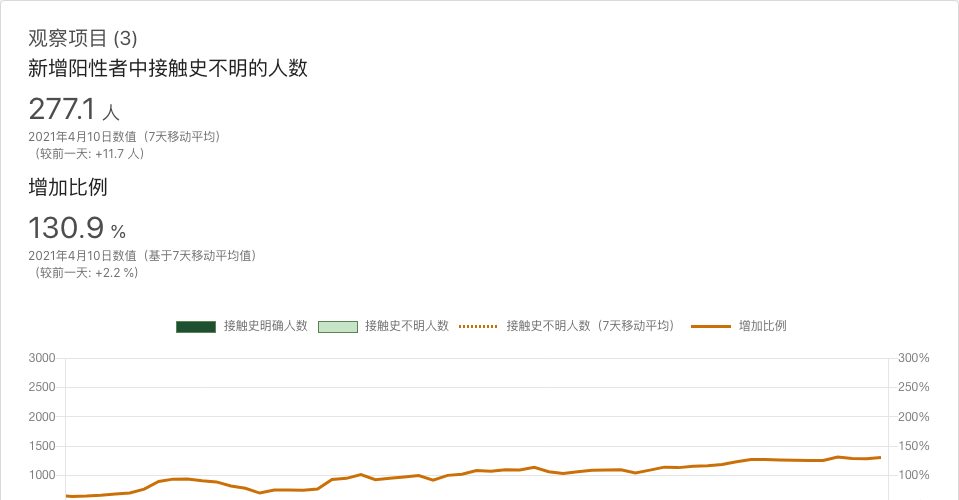 观察项目 (3)
新增阳性者中接触史不明的人数
277.1 人
2021年4月10日数值（7天移动平均）
（较前一天: +11.7 人）
增加比例
130.9 %
2021年4月10日数值（基于7天移动平均值）
（较前一天: +2.2 %）
接触史明确人数 接触史不明人数 接触史不明人数（7天移动平均） 增加比例
3000 300%
2500 250%
2000 200%
1500 150%
1000 100%